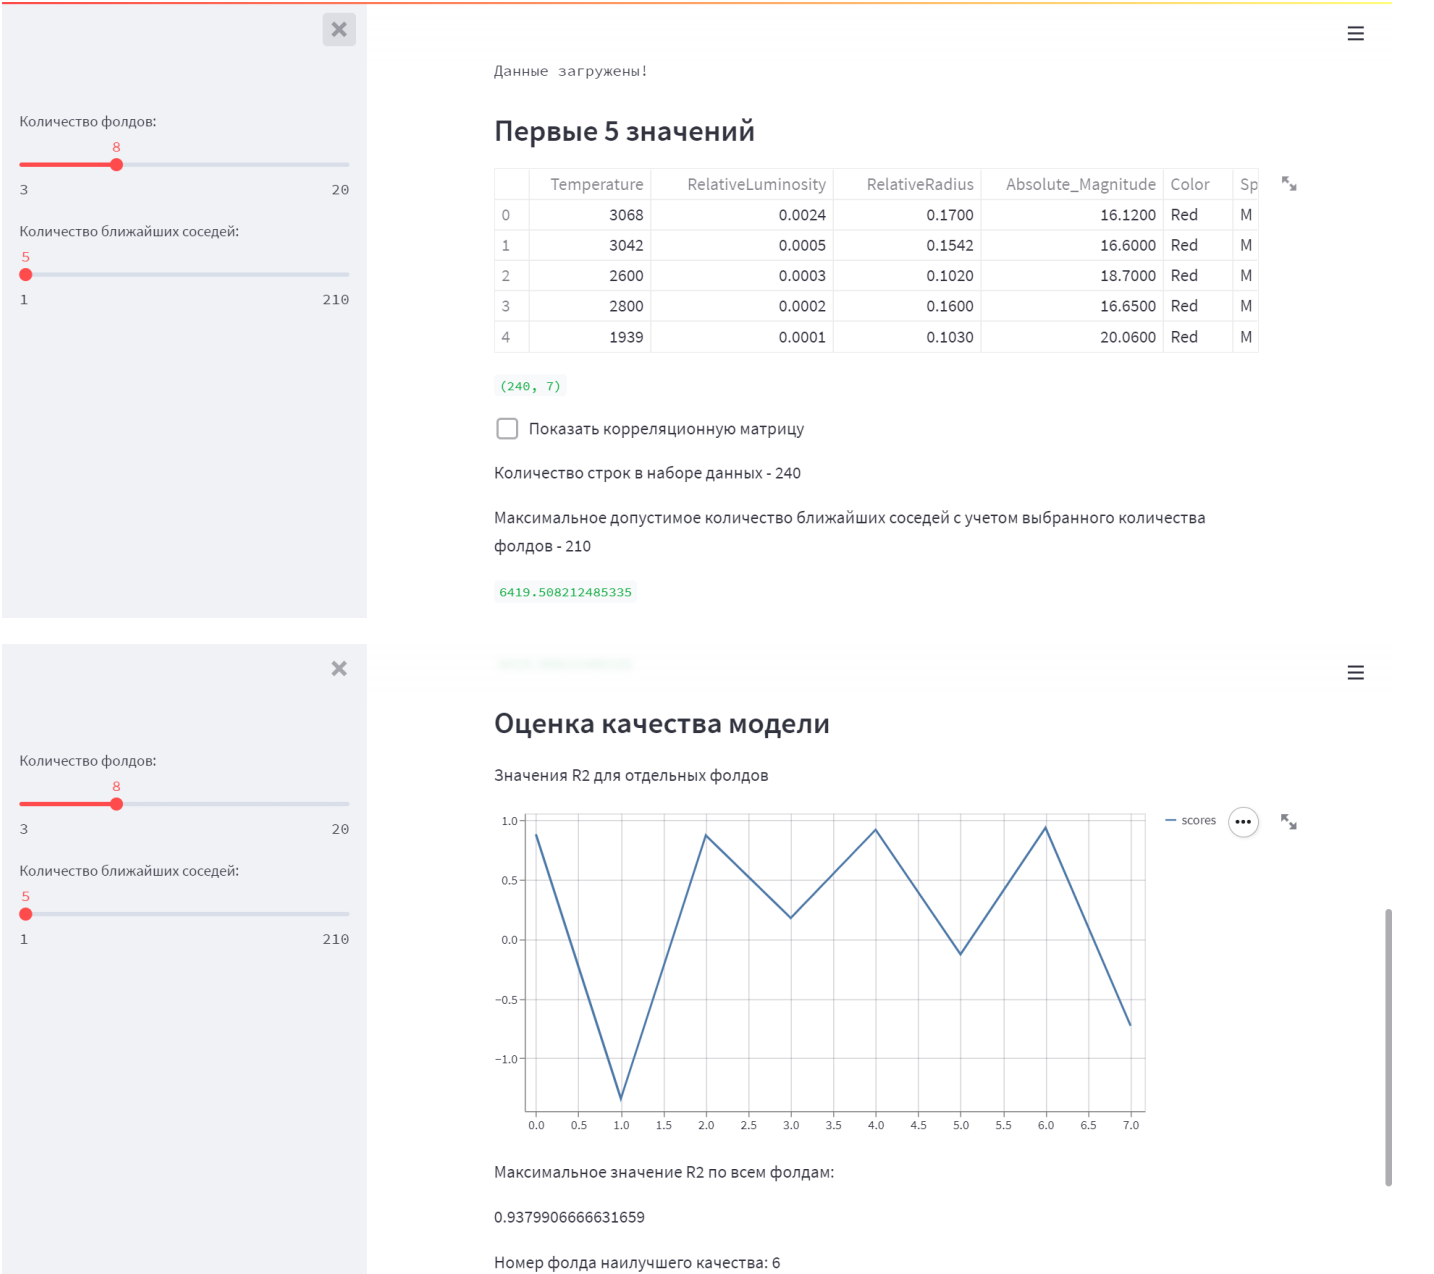 Данные загружены!
Количество фолдов:
8
3 20
Количество ближайших соседей:
5
1 210
Первые 5 значений
Temperature RelativeLuminosity RelativeRadius Absolute_Magnitude Color Sp
0 3068 0.0024 0.1700 16.1200 Red M
1 3042 0.0005 0.1542 16.6000 Red M
2 2600 0.0003 0.1020 18.7000 Red M
3 2800 0.0002 0.1600 16.6500 Red M
4 1939 0.0001 0.1030 20.0600 Red M
(240, 7)
Показать корреляционную матрицу
Количество строк в наборе данных - 240
Максимальное допустимое количество ближайших соседей с учетом выбранного количества
фолдов - 210
6419.508212485335
Количество фолдов:
8
3 20
Количество ближайших соседей:
5
1 210
Оценка качества модели
Значения R2 для отдельных фолдов
scores
1.0
0.5
0.0
−0.5
−1.0
0.0 0.5 1.0 1.5 2.0 2.5 3.0 3.5 4.0 4.5 5.0 5.5 6.0 6.5 7.0
Максимальное значение R2 по всем фолдам:
0.9379906666631659
Номер фолда наилучшего качества: 6